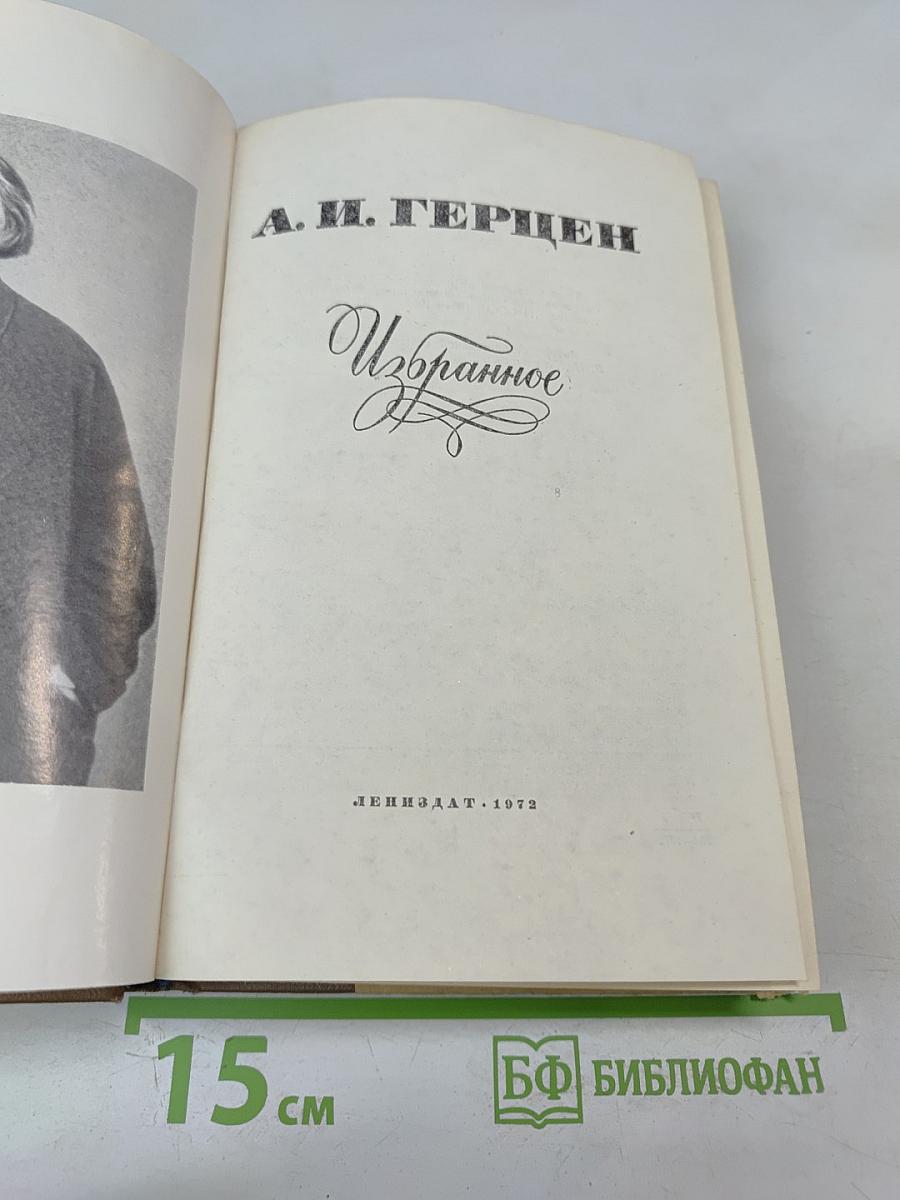 А. И. ГЕРЦЕН
Избранное
ЛЕНИЗДАТ · 1972
15 см
БФ БИБЛИОФАН